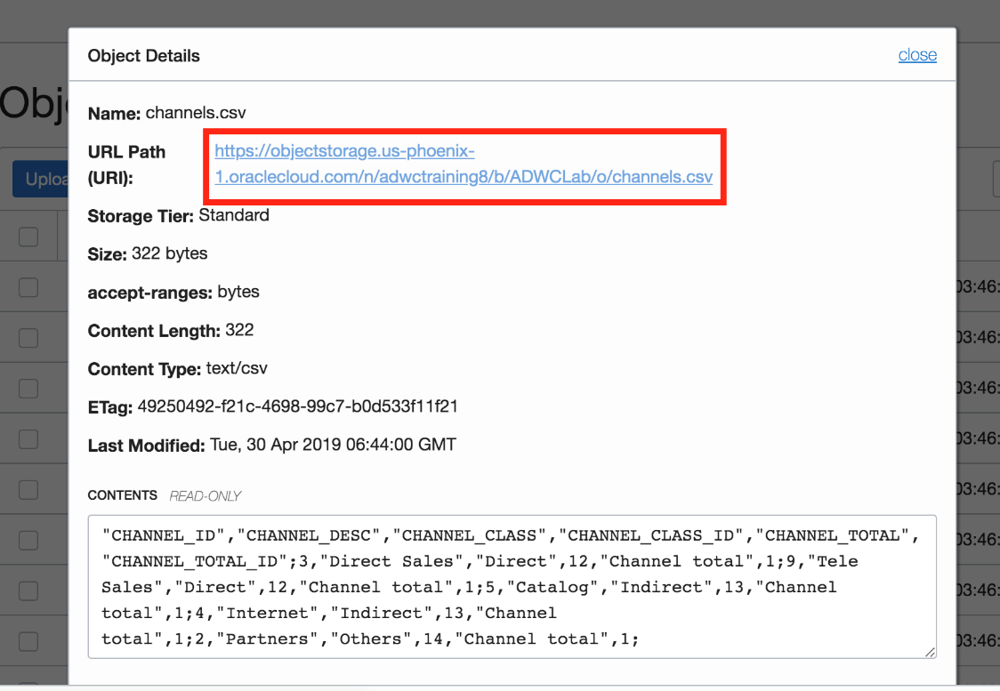 Object Details
close
Obj
Name: channels.csv
URL Path
(URI):
https://objectstorage.us-phoenix-
1.oraclecloud.com/n/adwctraining8/b/ADWCLab/o/channels.csv
Uploa
Storage Tier: Standard
Size: 322 bytes
accept-ranges: bytes
03:46:
Content Length: 322
03:46:
Content Type: text/csv
03:46:
ETag: 49250492-f21c-4698-99c7-b0d533f11f21
Last Modified: Tue, 30 Apr 2019 06:44:00 GMT
03:46:
CONTENTS READ-ONLY
03:46:
"CHANNEL_ID","CHANNEL_DESC","CHANNEL_CLASS","CHANNEL_CLASS_ID","CHANNEL_TOTAL",
03:46:
"CHANNEL_TOTAL_ID";3,"Direct Sales","Direct",12,"Channel total",1;9,"Tele
Sales","Direct",12,"Channel total",1;5,"Catalog","Indirect",13,"Channel
03:46:
total",1;4,"Internet","Indirect",13,"Channel
total",1;2,"Partners","Others",14,"Channel total",1;
03:46: